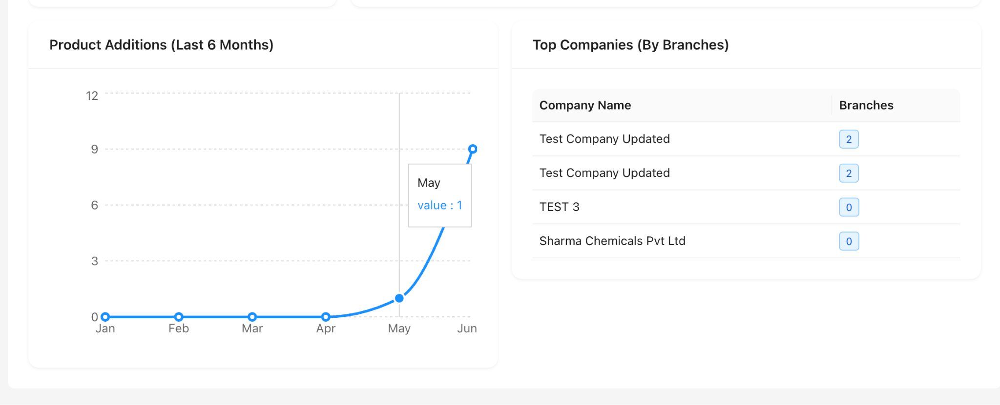 Product Additions (Last 6 Months)
12
9
6
3
0
Jan Feb Mar Apr May Jun
May
value : 1
Top Companies (By Branches)
Company Name Branches
Test Company Updated 2
Test Company Updated 2
TEST 3 0
Sharma Chemicals Pvt Ltd 0